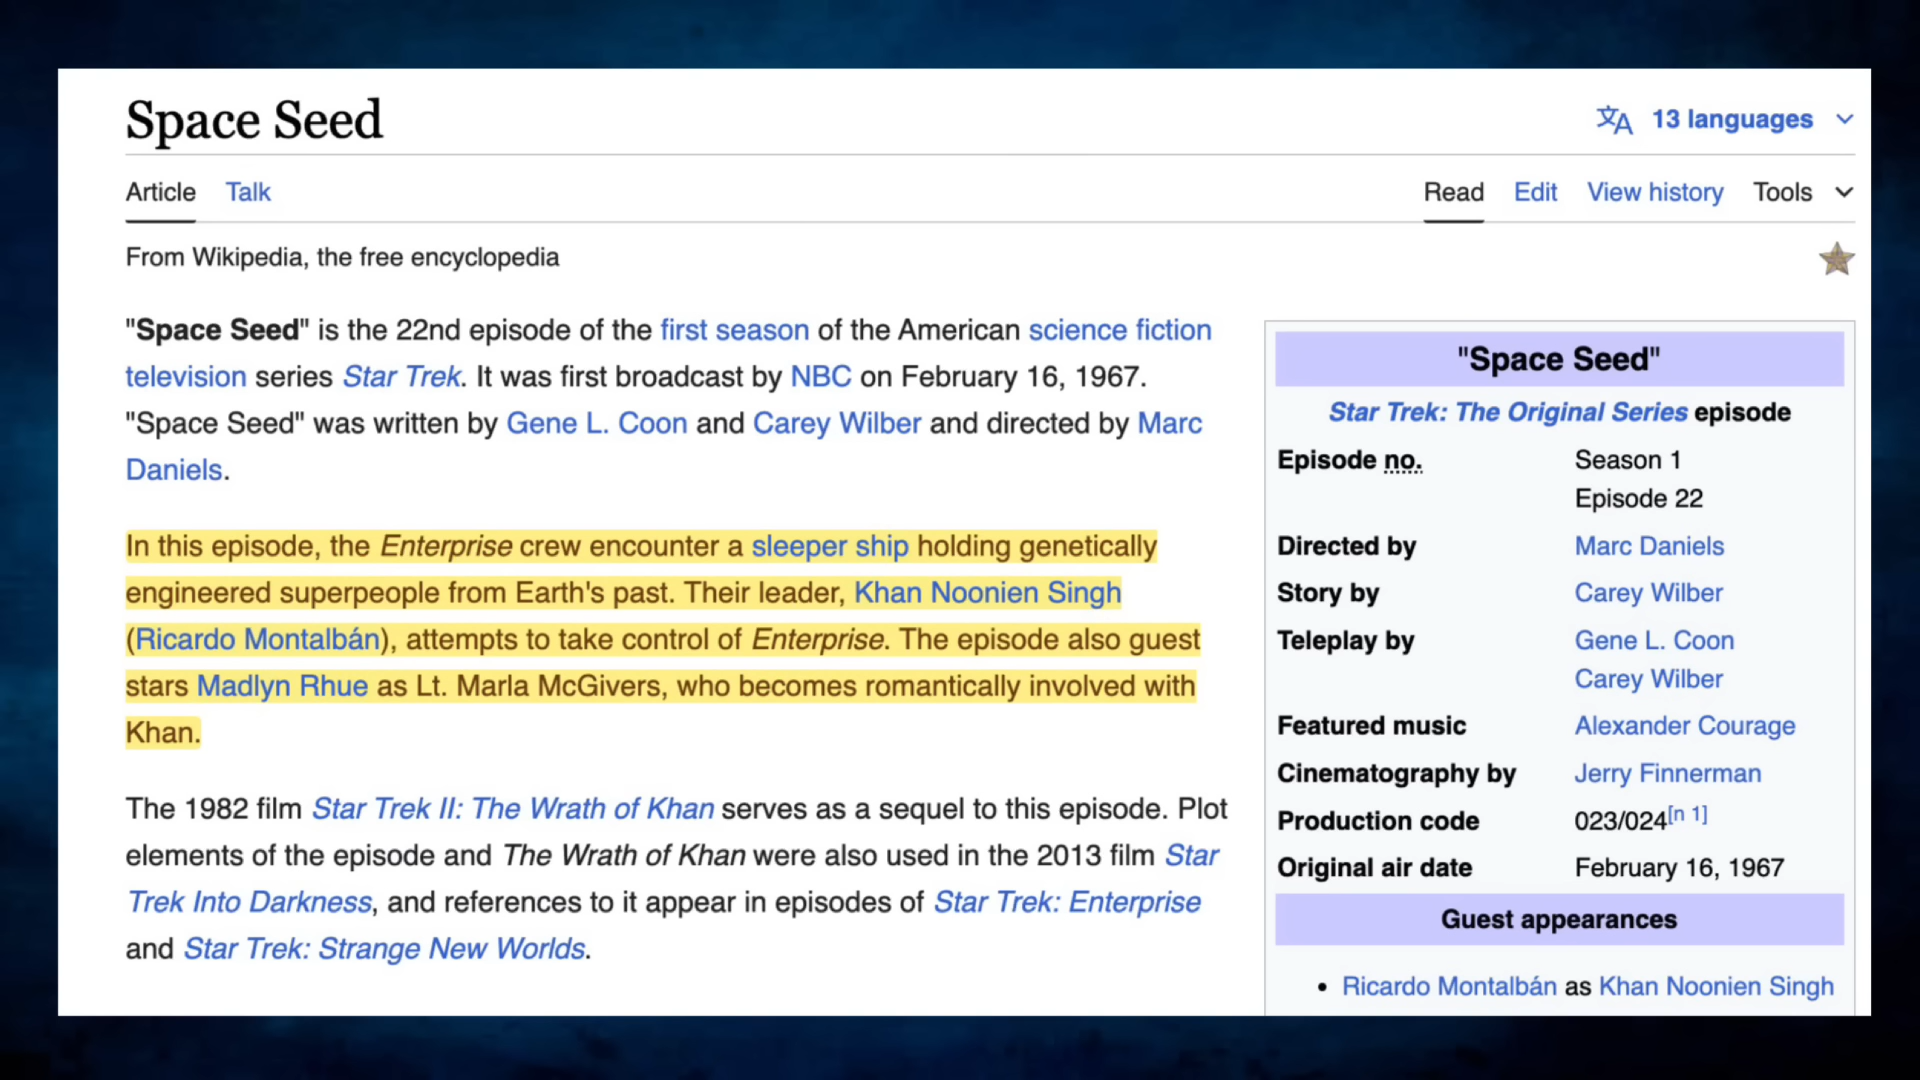 Space Seed
13 languages
Article Talk
Read Edit View history Tools
From Wikipedia, the free encyclopedia
"Space Seed" is the 22nd episode of the first season of the American science fiction
television series Star Trek. It was first broadcast by NBC on February 16, 1967.
"Space Seed" was written by Gene L. Coon and Carey Wilber and directed by Marc
Daniels.
In this episode, the Enterprise crew encounter a sleeper ship holding genetically
engineered superpeople from Earth's past. Their leader, Khan Noonien Singh
(Ricardo Montalbán), attempts to take control of Enterprise. The episode also guest
stars Madlyn Rhue as Lt. Marla McGivers, who becomes romantically involved with
Khan.
The 1982 film Star Trek II: The Wrath of Khan serves as a sequel to this episode. Plot
elements of the episode and The Wrath of Khan were also used in the 2013 film Star
Trek Into Darkness, and references to it appear in episodes of Star Trek: Enterprise
and Star Trek: Strange New Worlds.
"Space Seed"
Star Trek: The Original Series episode
Episode no. Season 1
Episode 22
Directed by Marc Daniels
Story by Carey Wilber
Teleplay by Gene L. Coon
Carey Wilber
Featured music Alexander Courage
Cinematography by Jerry Finnerman
Production code 023/024[n 1]
Original air date February 16, 1967
Guest appearances
• Ricardo Montalbán as Khan Noonien Singh